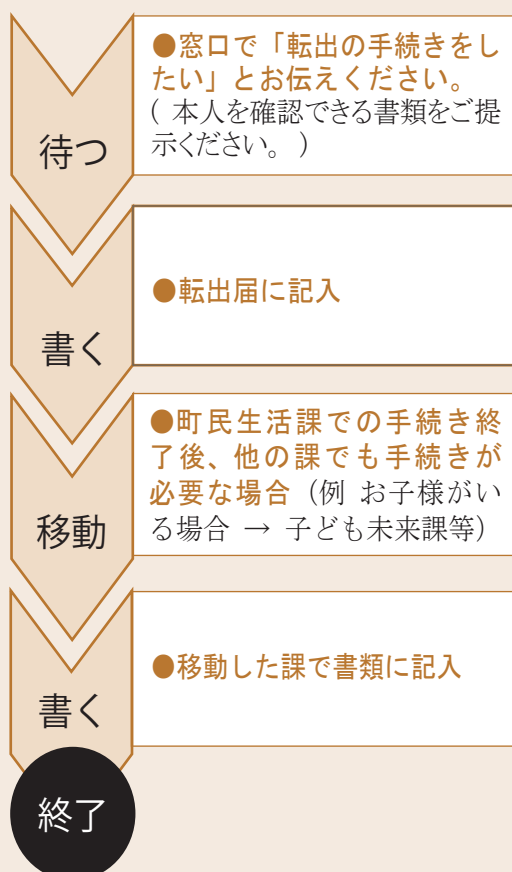 待つ
●窓口で「転出の手続きをし
たい」とお伝えください。
( 本人を確認できる書類をご提
示ください。 )
書く
●転出届に記入
移動
●町民生活課での手続き終
了後、他の課でも手続きが
必要な場合 (例 お子様がい
る場合 → 子ども未来課等)
書く
●移動した課で書類に記入
終了